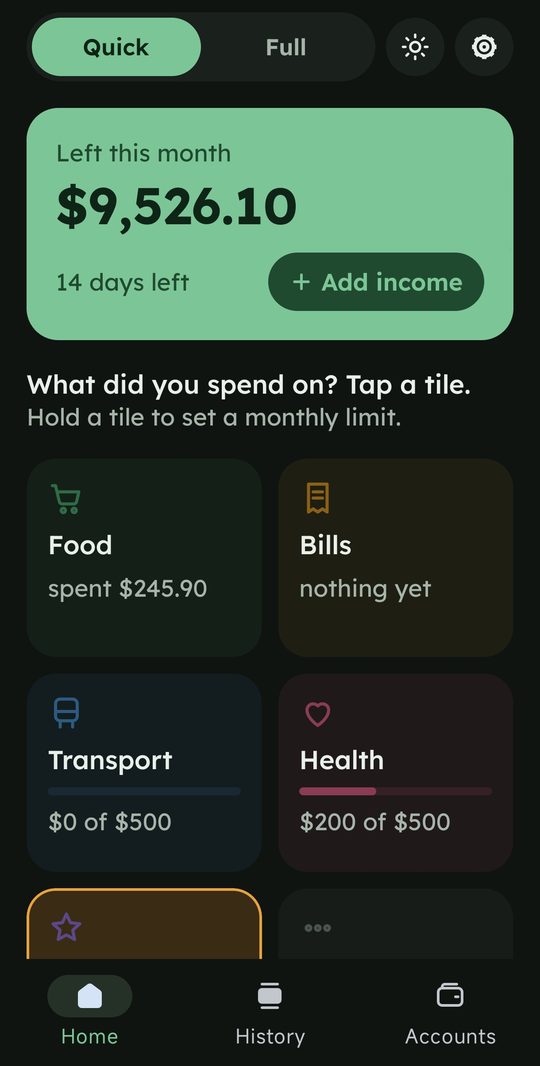 Quick Full
Left this month
$9,526.10
14 days left + Add income
What did you spend on? Tap a tile.
Hold a tile to set a monthly limit.
Food
spent $245.90
Bills
nothing yet
Transport
$0 of $500
Health
$200 of $500
Home History Accounts